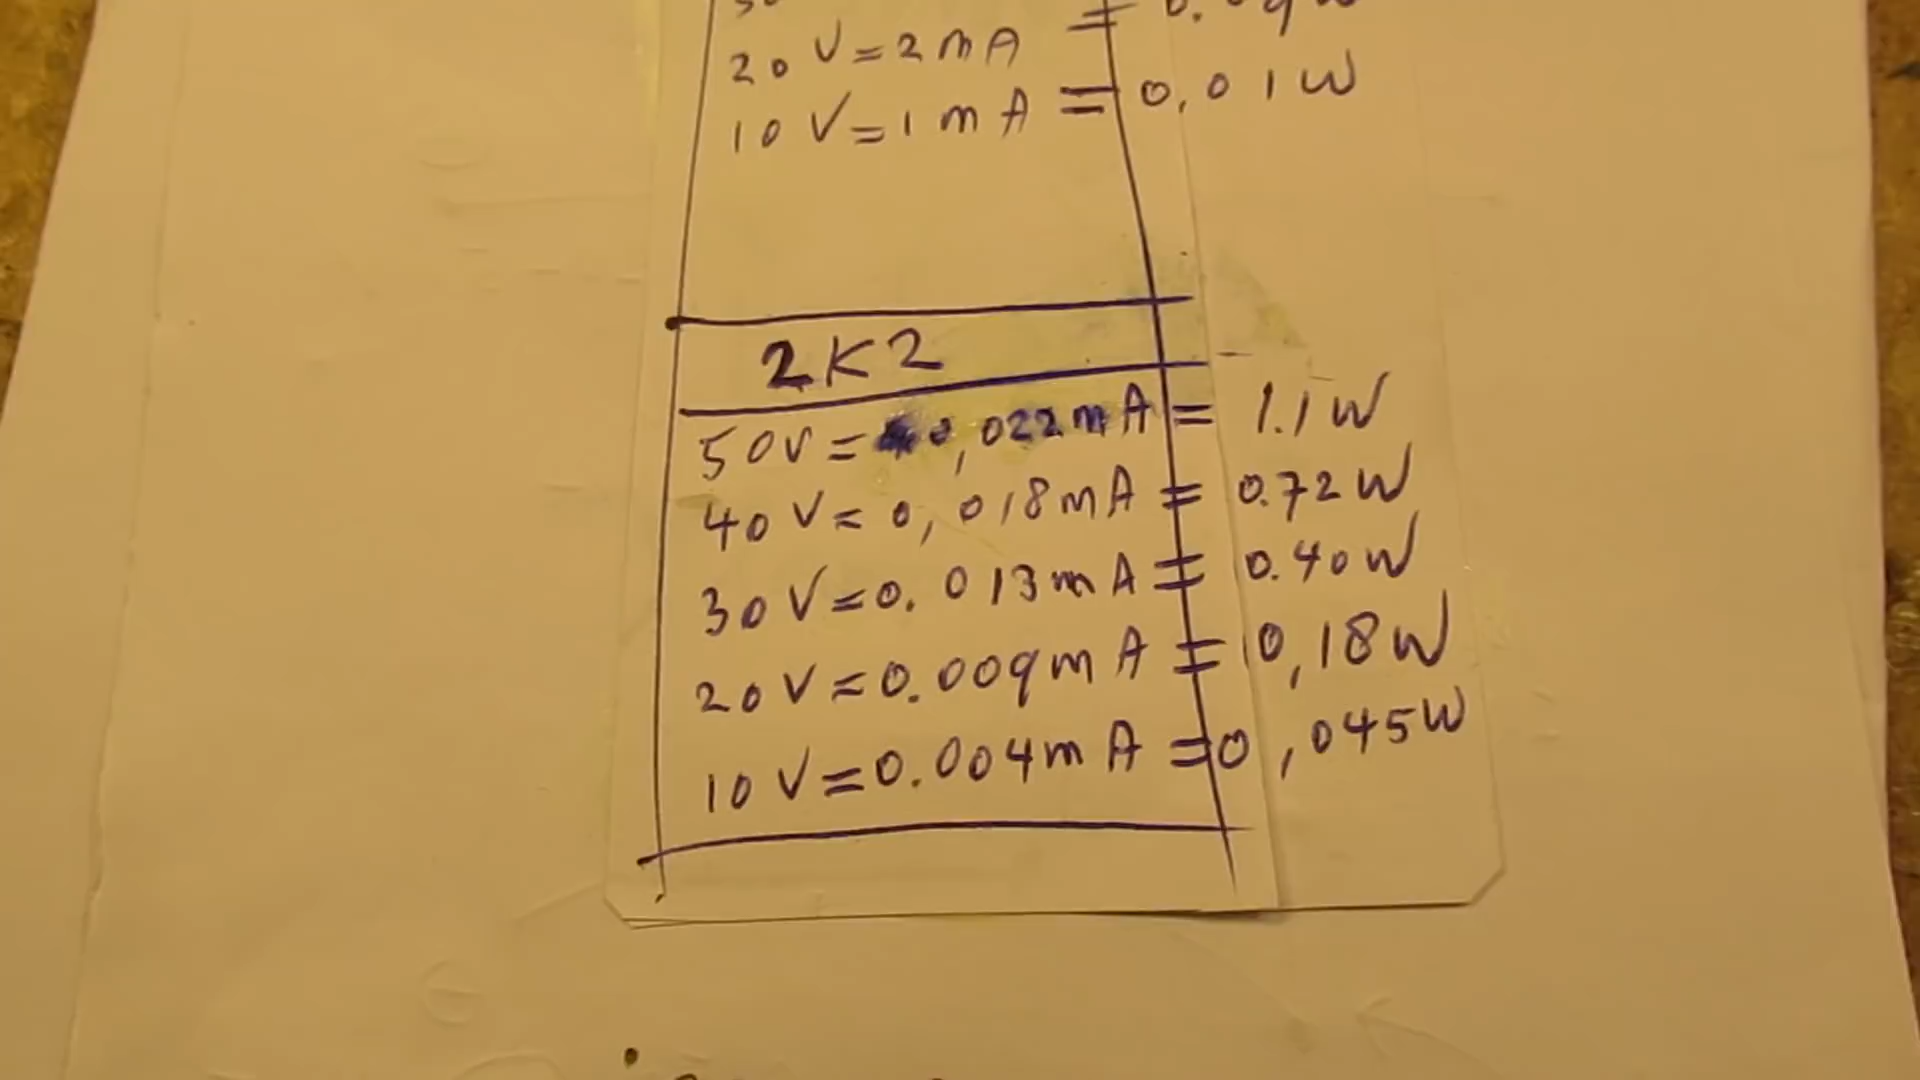 20V=2mA =
10V=1mA = 0,01W
2K2
50V=0,022mA = 1.1W
40V=0,018mA = 0.72W
30V=0.013mA = 0.40W
20V=0.009mA = 0,18W
10V=0.004mA = 0,045W